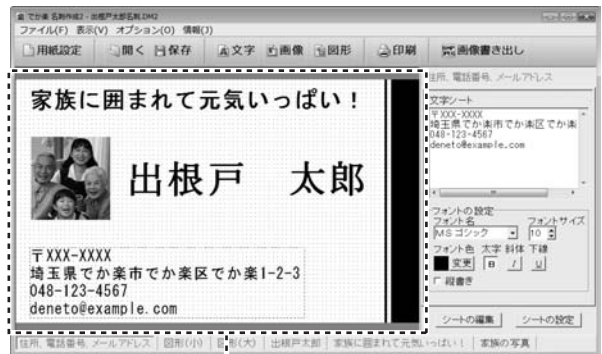 でか楽 名刺作成2 - 出根戸太郎名刺.DM2
ファイル(F) 表示(V) オプション(O) 情報(J)
用紙設定 開く 保存 文字 画像 図形 印刷 画像書き出し
家族に囲まれて元気いっぱい！
出根戸 太郎
〒XXX-XXXX
埼玉県でか楽市でか楽区でか楽1-2-3
048-123-4567
deneto@example.com
住所、電話番号、メールアドレス
文字シート
〒XXX-XXXX
埼玉県でか楽市でか楽区でか楽
048-123-4567
deneto@example.com
フォントの設定
フォント名 フォントサイズ
MS ゴシック 10
フォント色 太字 斜体 下線
変更 B I U
縦書き
シートの編集 シートの設定
住所、電話番号、メールアドレス 図形(小) 図形(大) 出根戸太郎 家族に囲まれて元気いっぱい！ 家族の写真